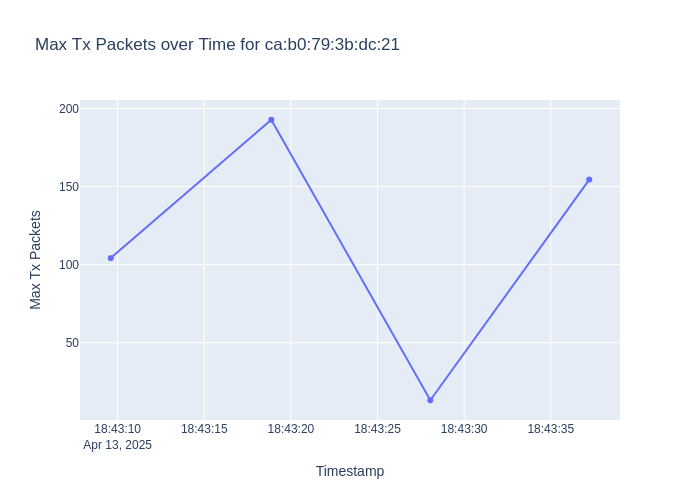 Max Tx Packets over Time for ca:b0:79:3b:dc:21
200
150
100
50
Max Tx Packets
18:43:10 18:43:15 18:43:20 18:43:25 18:43:30 18:43:35
Apr 13, 2025
Timestamp